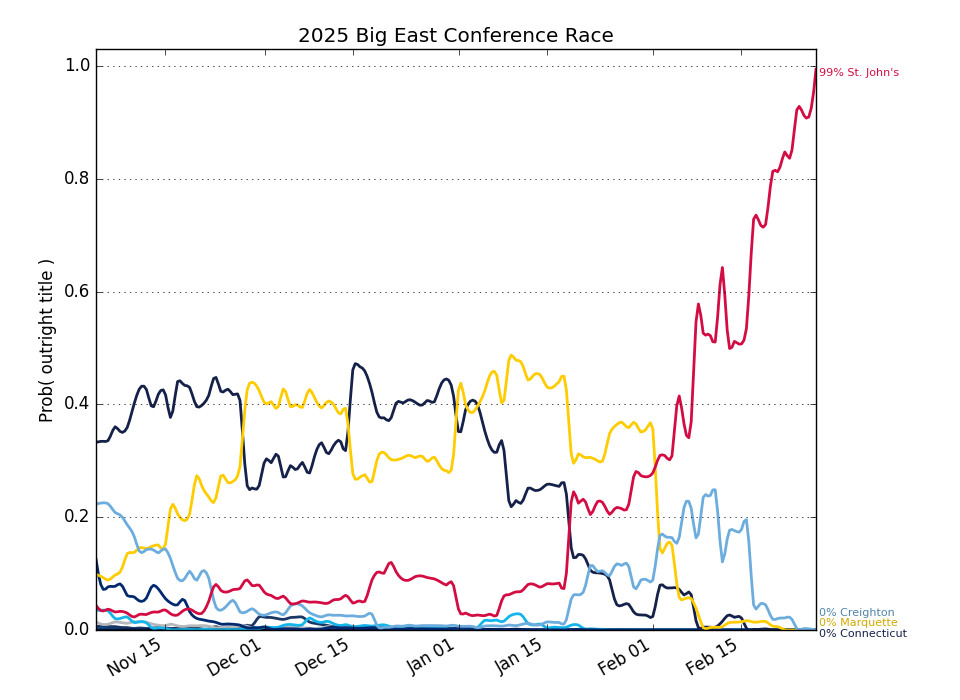 2025 Big East Conference Race
1.0
0.8
0.6
0.4
0.2
0.0
Prob( outright title )
99% St. John's
0% Creighton
0% Marquette
0% Connecticut
Nov 15
Dec 01
Dec 15
Jan 01
Jan 15
Feb 01
Feb 15